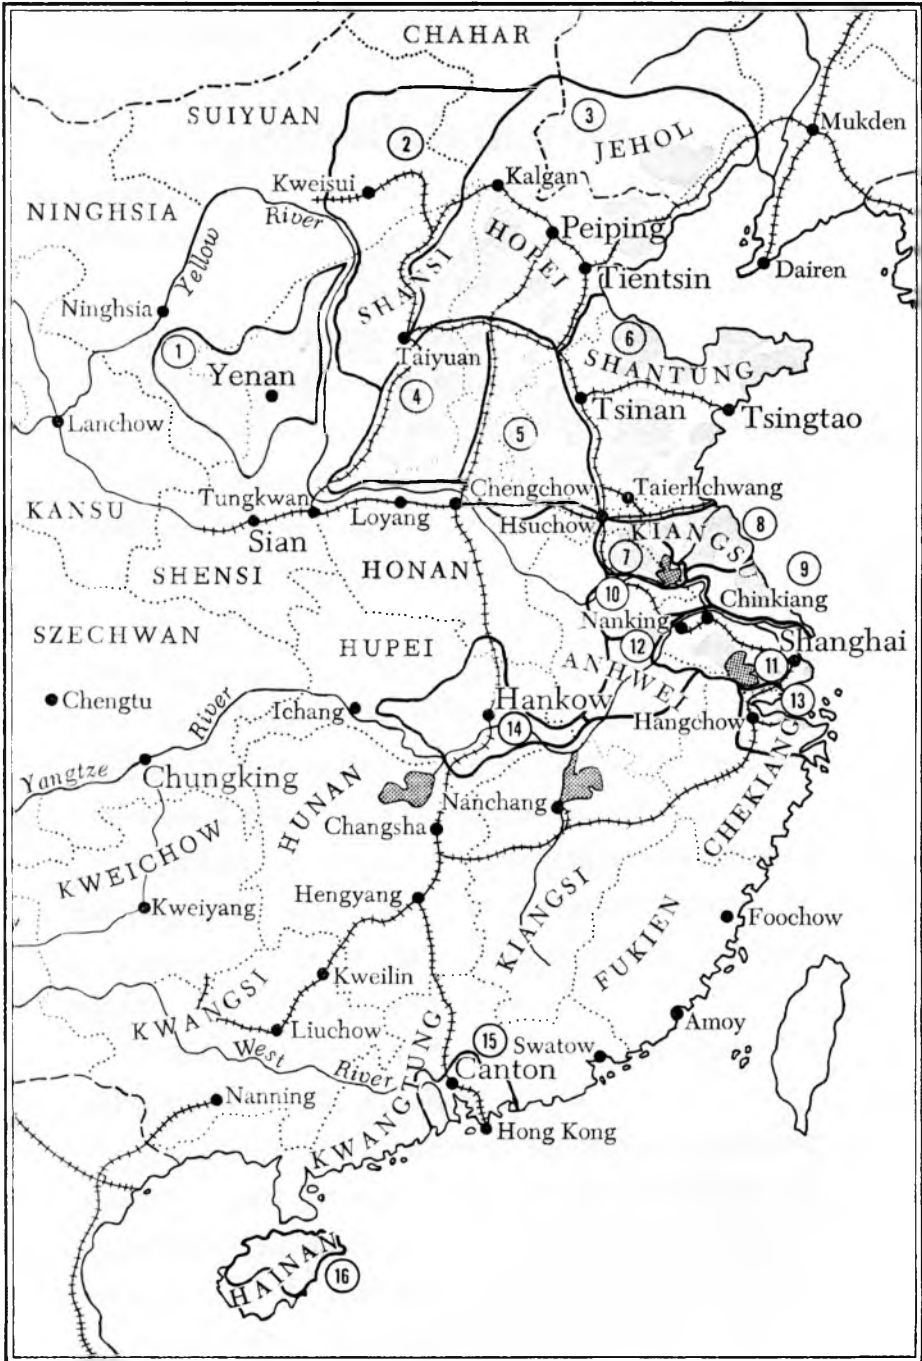 CHAHAR
SUIYUAN
3
JEHOL
Mukden
2
Kweisui
Kalgan
NINGHSIA
River
Yellow
HOPEI
Peiping
SHANSI
Tientsin
Dairen
Ninghsia
1
Yenan
Taiyuan
6
SHANTUNG
4
Tsinan
Tsingtao
Lanchow
5
KANSU
Tungkwan
Sian
Loyang
Chengchow
Hsuchow
Taierhchwang
KIANGSU
8
SHENSI
HONAN
7
9
10
Chinkiang
Nanking
SZECHWAN
HUPEI
12
ANHWEI
Shanghai
11
Chengtu
River
Ichang
Hankow
14
Hangchow
13
Yangtze
Chungking
HUNAN
Nanchang
CHEKIANG
Changsha
KWEICHOW
Hengyang
KIANGSI
Kweiyang
FUKIEN
Foochow
Kweilin
KWANGSI
Liuchow
Amoy
West
River
15
Swatow
Canton
Nanning
KWANGTUNG
Hong Kong
HAINAN
16